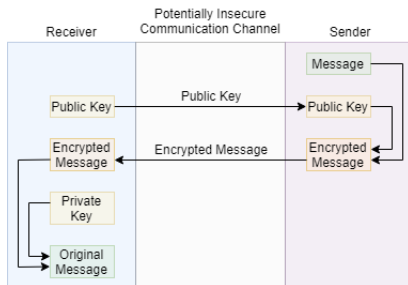 Receiver
Potentially Insecure
Communication Channel
Sender
Message
Public Key
Public Key
Public Key
Encrypted
Message
Encrypted Message
Encrypted
Message
Private
Key
Original
Message